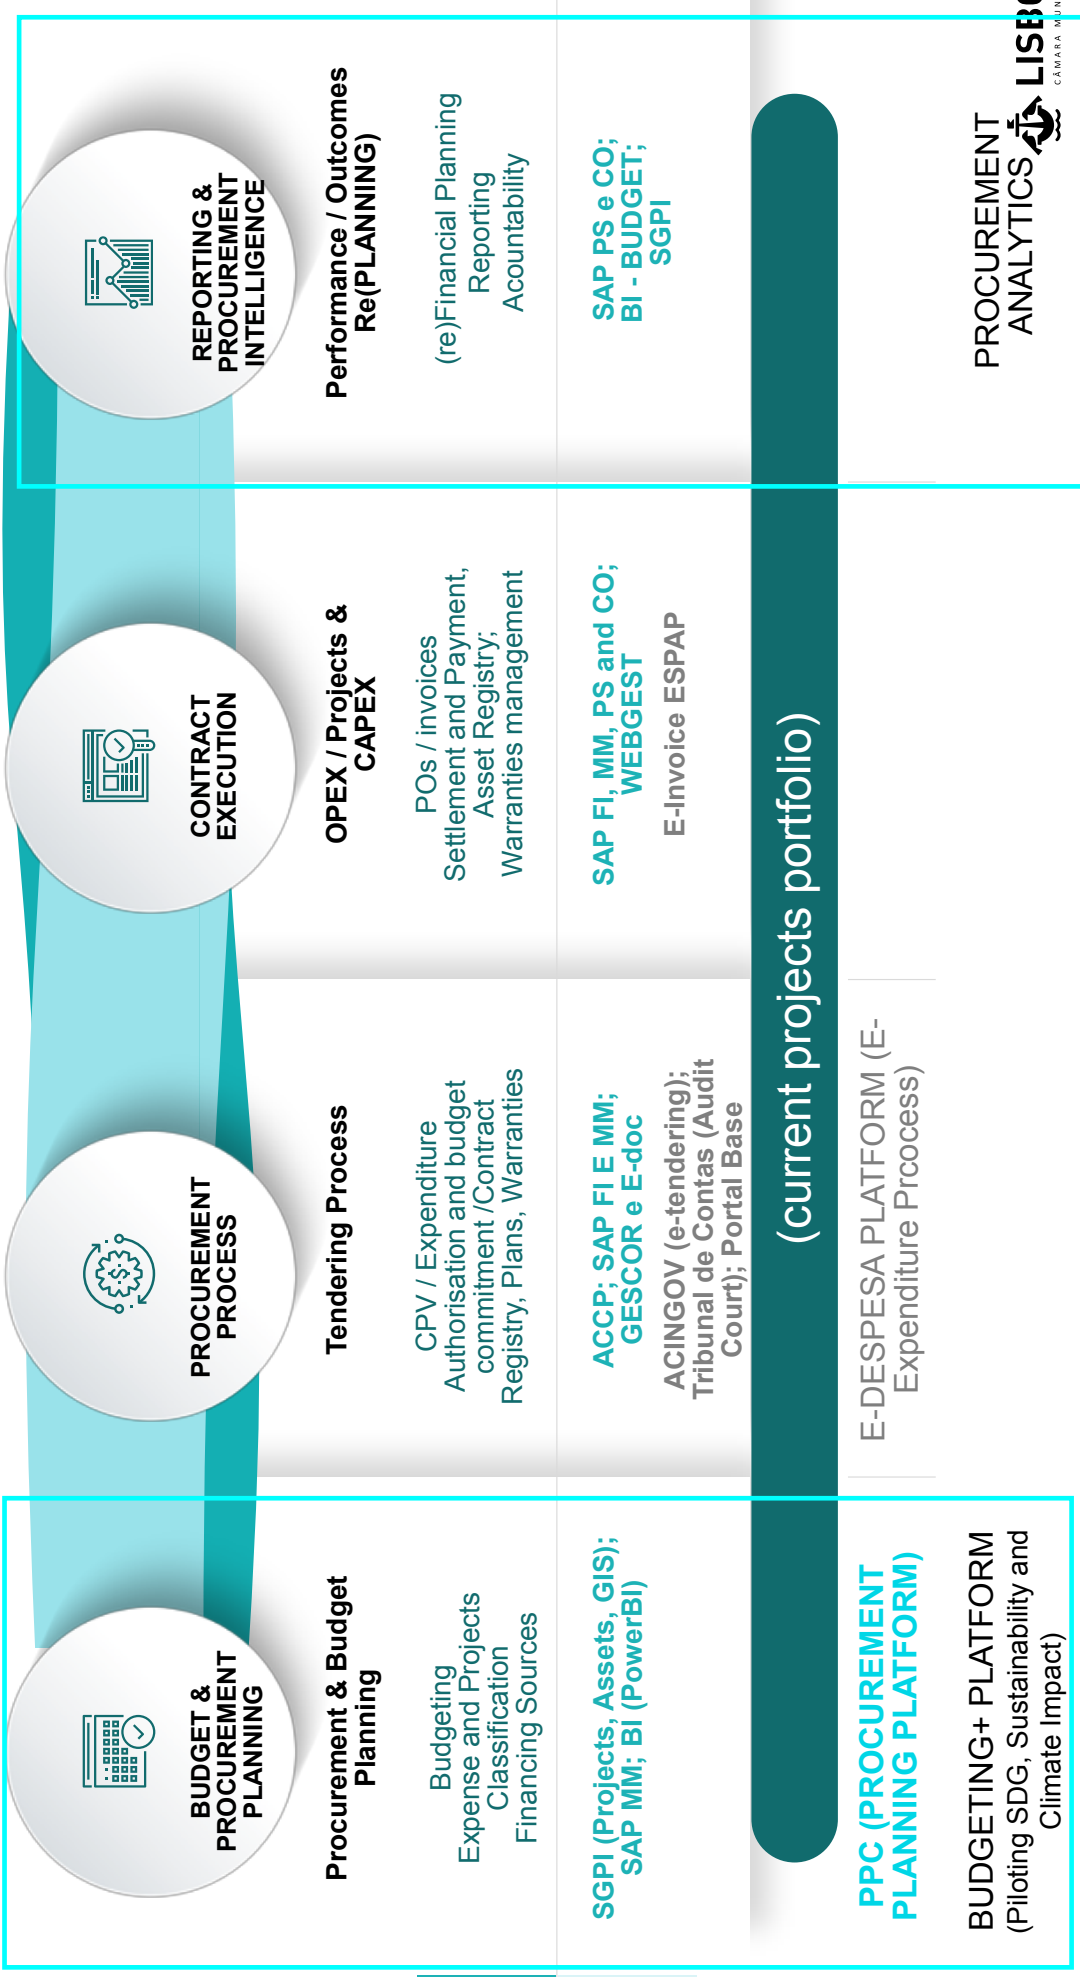 BUDGET &
PROCUREMENT
PLANNING
Procurement & Budget
Planning
Budgeting
Expense and Projects
Classification
Financing Sources
SGPI (Projects, Assets, GIS);
SAP MM; BI (PowerBI)
PROCUREMENT
PROCESS
Tendering Process
CPV / Expenditure
Authorisation and budget
commitment /Contract
Registry, Plans, Warranties
ACCP; SAP FI E MM;
GESCOR e E-doc
ACINGOV (e-tendering);
Tribunal de Contas (Audit
Court); Portal Base
CONTRACT
EXECUTION
OPEX / Projects &
CAPEX
POs / invoices
Settlement and Payment,
Asset Registry;
Warranties management
SAP FI, MM, PS and CO;
WEBGEST
E-Invoice ESPAP
REPORTING &
PROCUREMENT
INTELLIGENCE
Performance / Outcomes
Re(PLANNING)
(re)Financial Planning
Reporting
Acountability
SAP PS e CO;
BI - BUDGET;
SGPI
(current projects portfolio)
PPC (PROCUREMENT
PLANNING PLATFORM)
BUDGETING+ PLATFORM
(Piloting SDG, Sustainability and
Climate Impact)
E-DESPESA PLATFORM (E-
Expenditure Prcocess)
PROCUREMENT
ANALYTICS
LISB
CÂMARA MUN